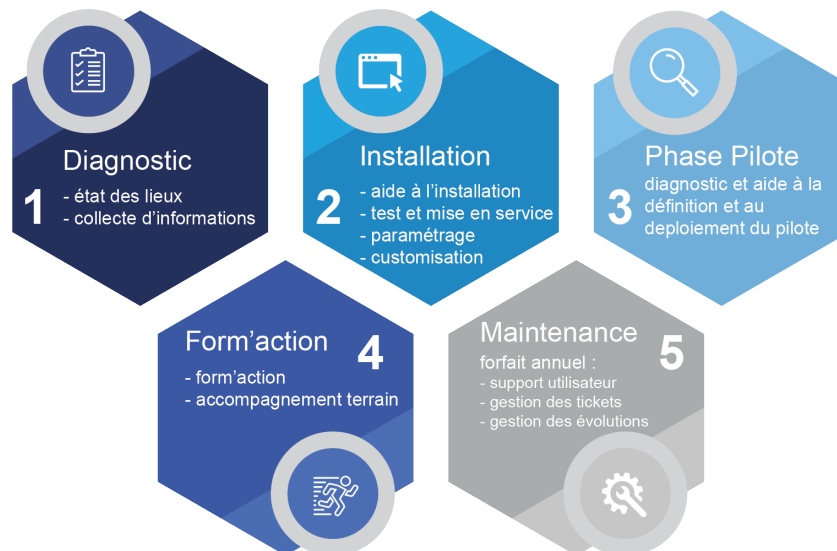 Diagnostic
1
- état des lieux
- collecte d'informations
Installation
2
- aide à l'installation
- test et mise en service
- paramétrage
- customisation
Phase Pilote
3
diagnostic et aide à la
définition et au
deploiement du pilote
Form'action
4
- form'action
- accompagnement terrain
Maintenance
5
forfait annuel :
- support utilisateur
- gestion des tickets
- gestion des évolutions